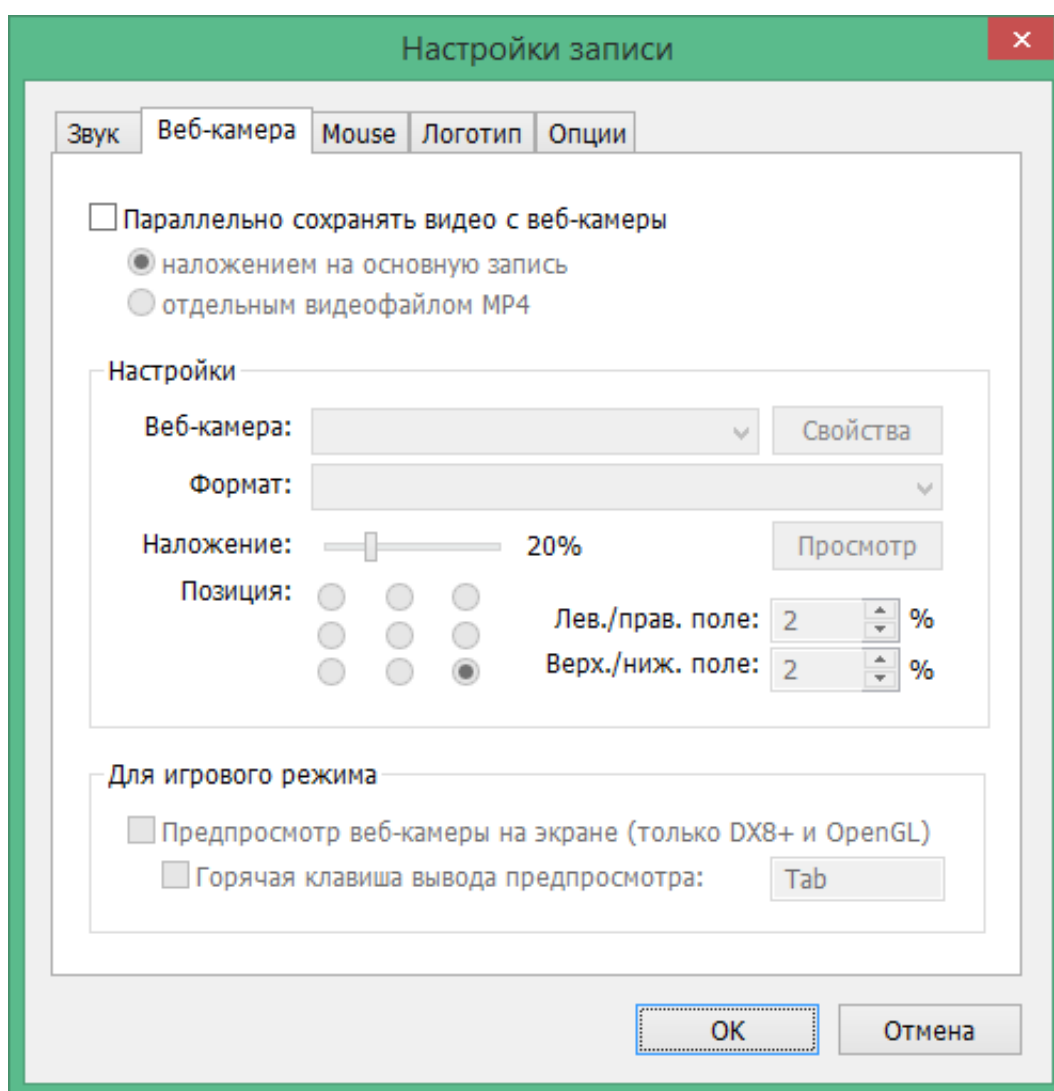 Настройки записи
Звук Веб-камера Mouse Логотип Опции
Параллельно сохранять видео с веб-камеры
наложением на основную запись
отдельным видеофайлом MP4
Настройки
Веб-камера: Свойства
Формат:
Наложение: 20% Просмотр
Позиция:
Лев./прав. поле: 2 %
Верх./ниж. поле: 2 %
Для игрового режима
Предпросмотр веб-камеры на экране (только DX8+ и OpenGL)
Горячая клавиша вывода предпросмотра: Tab
OK Отмена